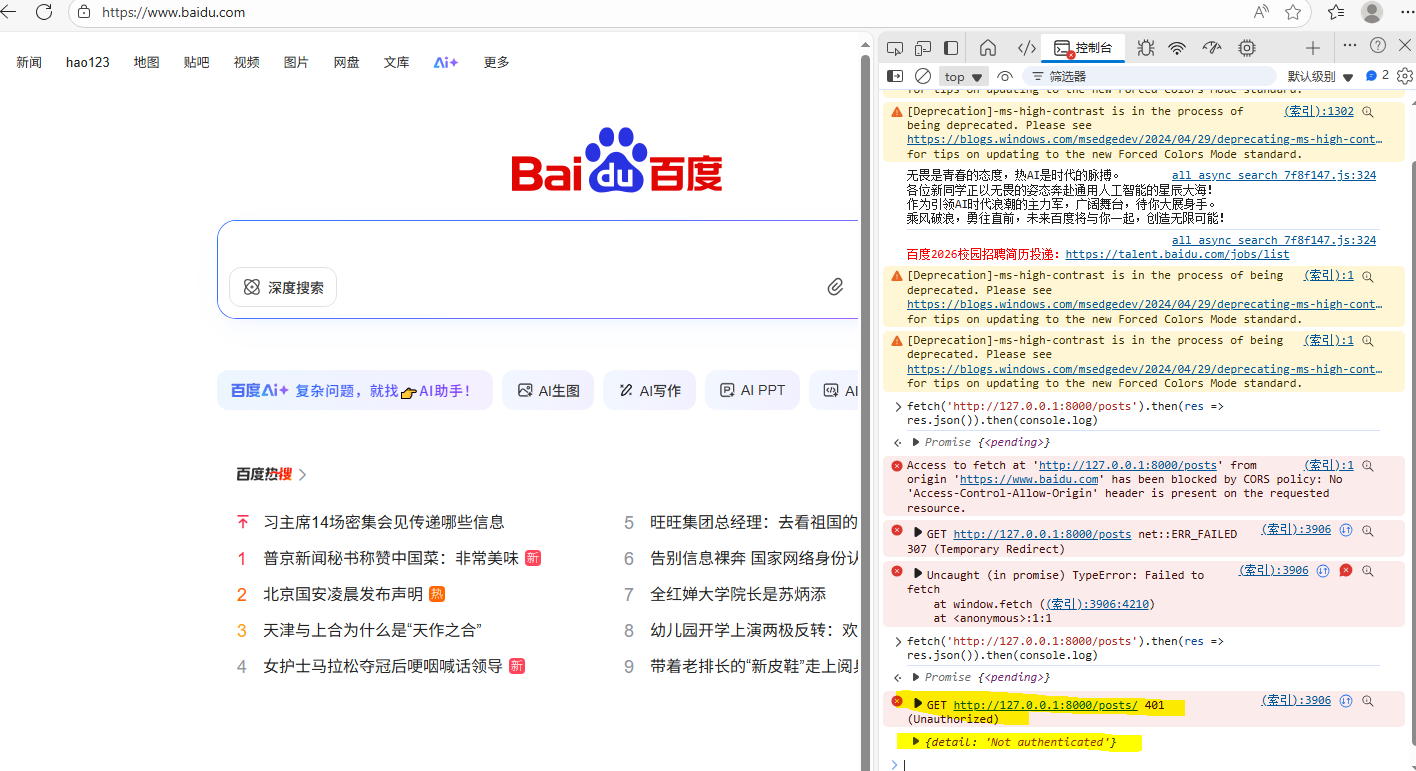 https://www.baidu.com
新闻 hao123 地图 贴吧 视频 图片 网盘 文库 Ai+ 更多
Bai du 百度
深度搜索
百度Ai+ 复杂问题，就找👉AI助手！ AI生图 AI写作 AI PPT AI
百度热搜
习主席14场密集会见传递哪些信息
1 普京新闻秘书称赞中国菜：非常美味 新
2 北京国安凌晨发布声明 热
3 天津与上合为什么是“天作之合”
4 女护士马拉松夺冠后哽咽喊话领导 新
5 旺旺集团总经理：去看祖国的
6 告别信息裸奔 国家网络身份认
7 全红婵大学院长是苏炳添
8 幼儿园开学上演两极反转：欢
9 带着老排长的“新皮鞋”走上阅兵
控制台
top 筛选器 默认级别 2
for tips on updating to the new Forced Colors Mode standard.
[Deprecation]-ms-high-contrast is in the process of (索引):1302
being deprecated. Please see
https://blogs.windows.com/msedgedev/2024/04/29/deprecating-ms-high-cont…
for tips on updating to the new Forced Colors Mode standard.
无畏是青春的态度，热AI是时代的脉搏。 all_async_search_7f8f147.js:324
各位新同学正以无畏的姿态奔赴通用人工智能的星辰大海！
作为引领AI时代浪潮的主力军，广阔舞台，待你大展身手。
乘风破浪，勇往直前，未来百度将与你一起，创造无限可能！
all_async_search_7f8f147.js:324
百度2026校园招聘简历投递：https://talent.baidu.com/jobs/list
[Deprecation]-ms-high-contrast is in the process of being (索引):1
deprecated. Please see
https://blogs.windows.com/msedgedev/2024/04/29/deprecating-ms-high-cont…
for tips on updating to the new Forced Colors Mode standard.
[Deprecation]-ms-high-contrast is in the process of being (索引):1
deprecated. Please see
https://blogs.windows.com/msedgedev/2024/04/29/deprecating-ms-high-cont…
for tips on updating to the new Forced Colors Mode standard.
fetch('http://127.0.0.1:8000/posts').then(res =>
res.json()).then(console.log)
Promise {<pending>}
Access to fetch at 'http://127.0.0.1:8000/posts' from (索引):1
origin 'https://www.baidu.com' has been blocked by CORS policy: No
'Access-Control-Allow-Origin' header is present on the requested
resource.
GET http://127.0.0.1:8000/posts net::ERR_FAILED (索引):3906
307 (Temporary Redirect)
Uncaught (in promise) TypeError: Failed to (索引):3906
fetch
at window.fetch ((索引):3906:4210)
at <anonymous>:1:1
fetch('http://127.0.0.1:8000/posts').then(res =>
res.json()).then(console.log)
Promise {<pending>}
GET http://127.0.0.1:8000/posts/ 401 (索引):3906
(Unauthorized)
{detail: 'Not authenticated'}